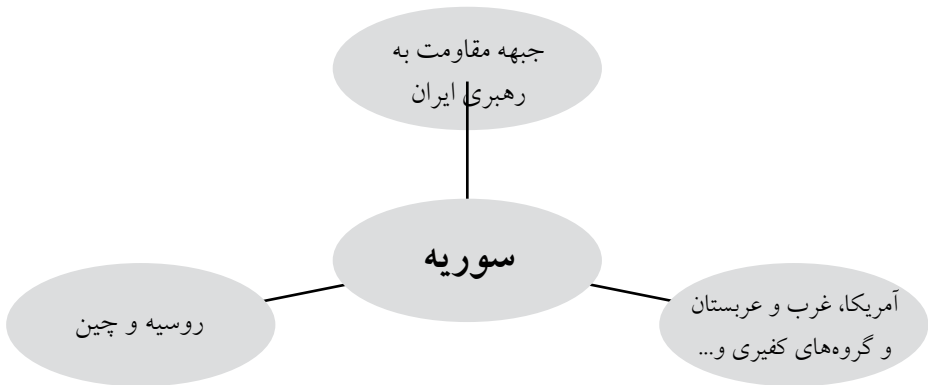 جبهه مقاومت به
رهبری ایران
سوریه
آمریکا، غرب و عربستان
و گروه‌های کفیری و...
روسیه و چین